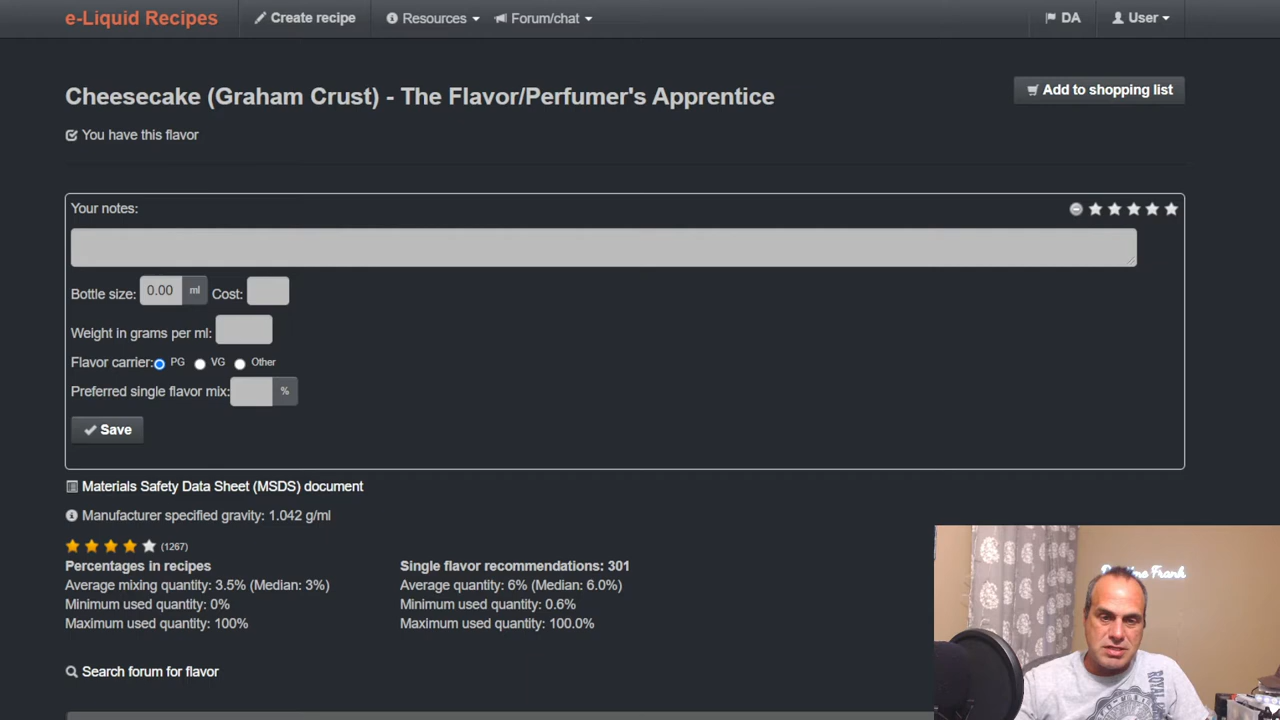 e-Liquid Recipes Create recipe Resources Forum/chat DA User
Cheesecake (Graham Crust) - The Flavor/Perfumer's Apprentice Add to shopping list
You have this flavor
Your notes:
Bottle size: 0.00 ml Cost:
Weight in grams per ml:
Flavor carrier: PG VG Other
Preferred single flavor mix: %
Save
Materials Safety Data Sheet (MSDS) document
Manufacturer specified gravity: 1.042 g/ml
(1267)
Percentages in recipes Single flavor recommendations: 301
Average mixing quantity: 3.5% (Median: 3%) Average quantity: 6% (Median: 6.0%)
Minimum used quantity: 0% Minimum used quantity: 0.6%
Maximum used quantity: 100% Maximum used quantity: 100.0%
Search forum for flavor
Frank
ROYAL